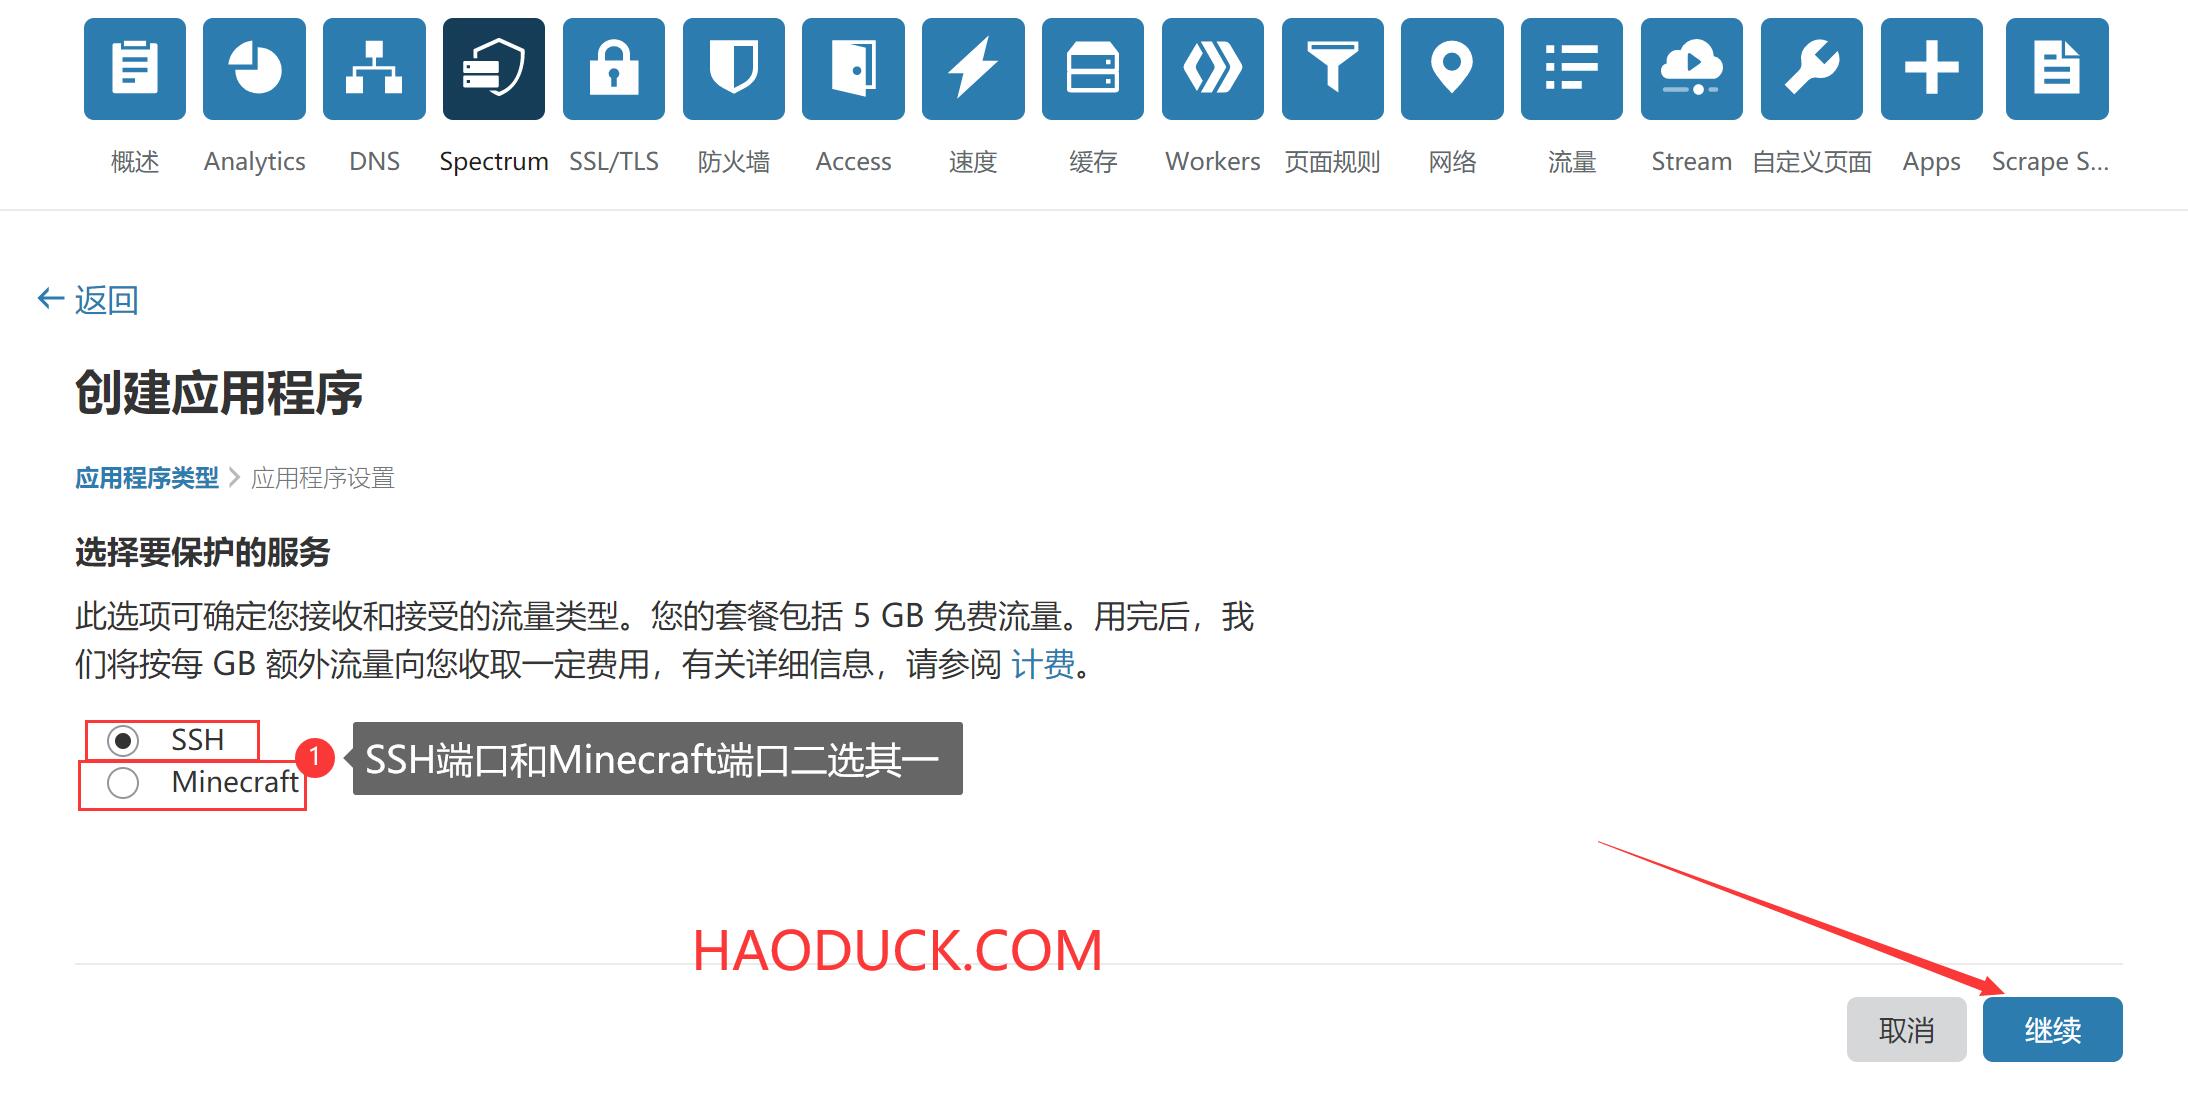 概述 Analytics DNS Spectrum SSL/TLS 防火墙 Access 速度 缓存 Workers 页面规则 网络 流量 Stream 自定义页面 Apps Scrape S...
返回
创建应用程序
应用程序类型 应用程序设置
选择要保护的服务
此选项可确定您接收和接受的流量类型。您的套餐包括 5 GB 免费流量。用完后，我
们将按每 GB 额外流量向您收取一定费用，有关详细信息，请参阅 计费。
SSH
Minecraft
1
SSH端口和Minecraft端口二选其一
HAODUCK.COM
取消 继续